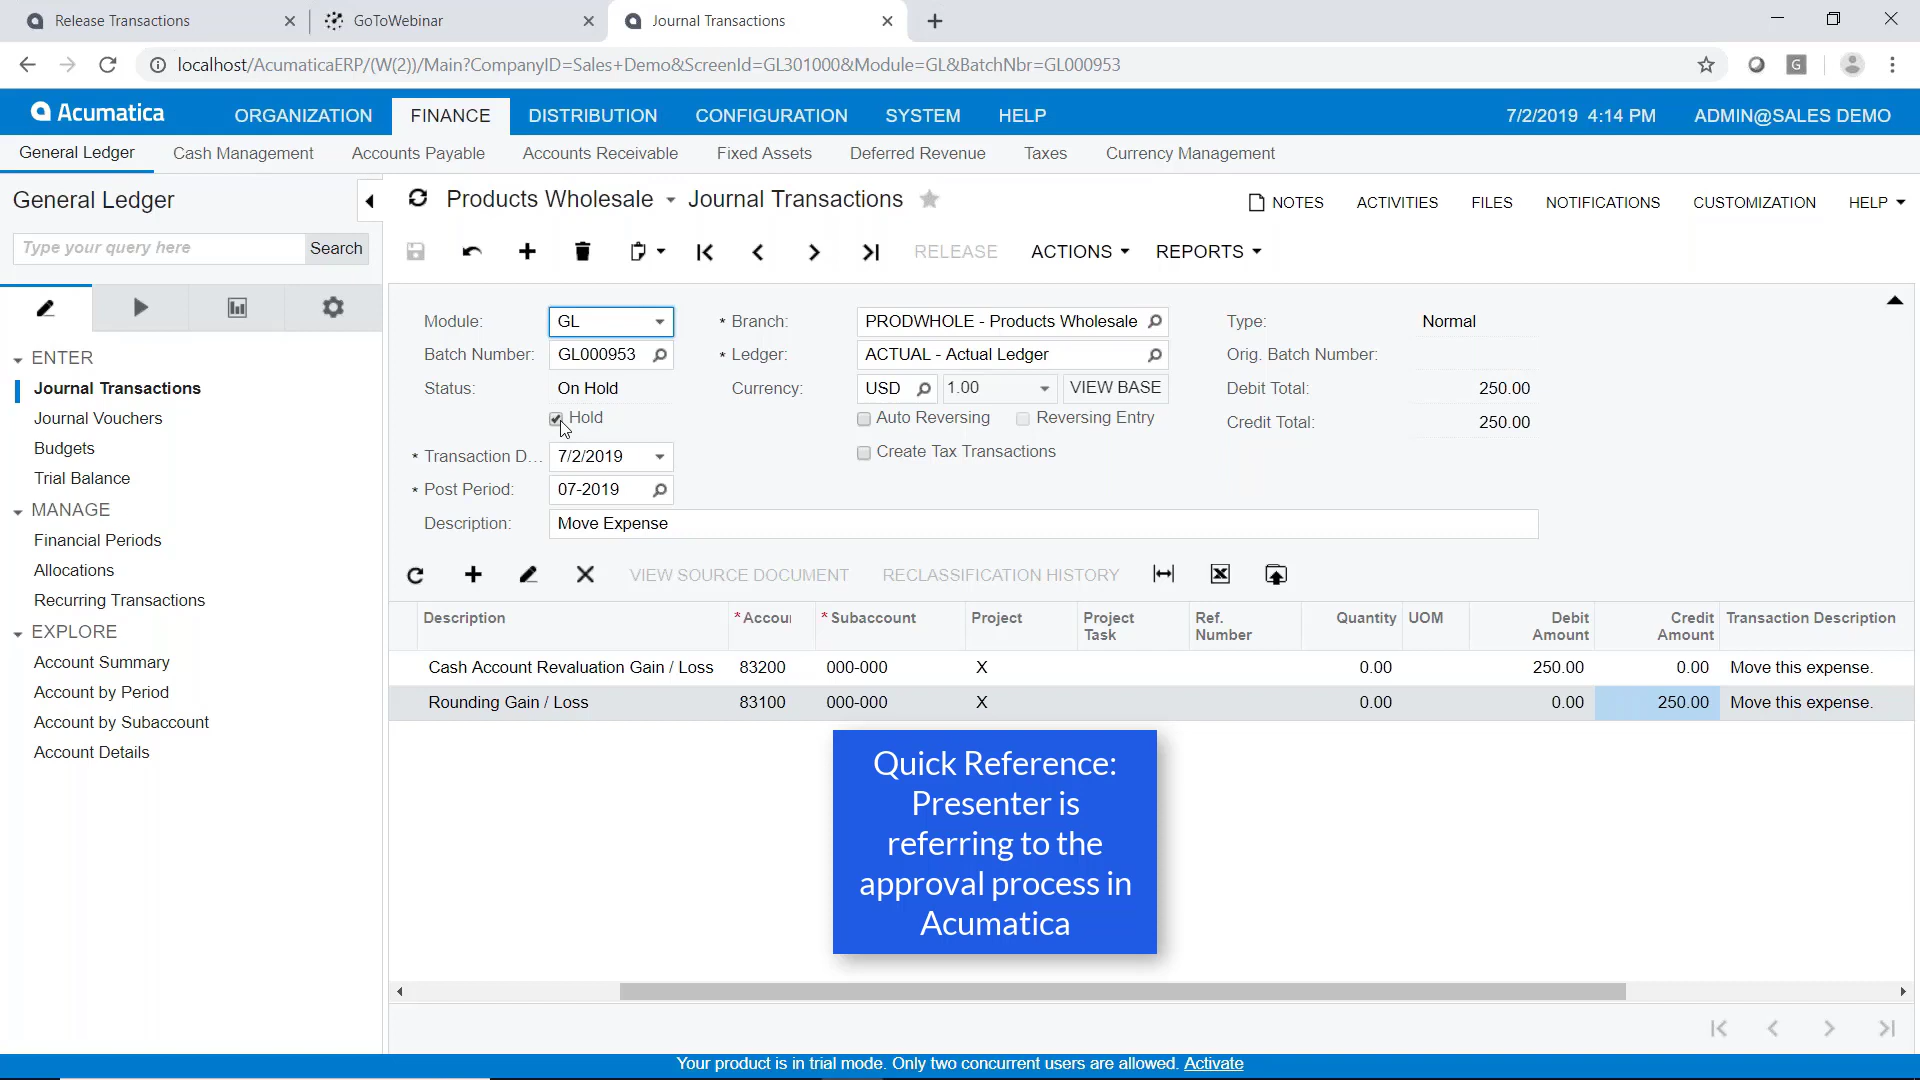 Release Transactions
GoToWebinar
Journal Transactions
localhost/AcumaticaERP/(W(2))/Main?CompanyID=Sales+Demo&ScreenId=GL301000&Module=GL&BatchNbr=GL000953
G
Acumatica
ORGANIZATION FINANCE DISTRIBUTION CONFIGURATION SYSTEM HELP
7/2/2019 4:14 PM ADMIN@SALES DEMO
General Ledger Cash Management Accounts Payable Accounts Receivable Fixed Assets Deferred Revenue Taxes Currency Management
General Ledger
Type your query here Search
ENTER
Journal Transactions
Journal Vouchers
Budgets
Trial Balance
MANAGE
Financial Periods
Allocations
Recurring Transactions
EXPLORE
Account Summary
Account by Period
Account by Subaccount
Account Details
Products Wholesale Journal Transactions
NOTES ACTIVITIES FILES NOTIFICATIONS CUSTOMIZATION HELP
RELEASE ACTIONS REPORTS
Module: GL * Branch: PRODWHOLE - Products Wholesale Type: Normal
Batch Number: GL000953 * Ledger: ACTUAL - Actual Ledger Orig. Batch Number:
Status: On Hold Currency: USD 1.00 VIEW BASE Debit Total: 250.00
Hold Auto Reversing Reversing Entry Credit Total: 250.00
* Transaction D... 7/2/2019 Create Tax Transactions
* Post Period: 07-2019
Description: Move Expense
VIEW SOURCE DOCUMENT RECLASSIFICATION HISTORY
Description *Accou *Subaccount Project Project Task Ref. Number Quantity UOM Debit Amount Credit Amount Transaction Description
Cash Account Revaluation Gain / Loss 83200 000-000 X 0.00 250.00 0.00 Move this expense.
Rounding Gain / Loss 83100 000-000 X 0.00 0.00 250.00 Move this expense.
Quick Reference:
Presenter is
referring to the
approval process in
Acumatica
Your product is in trial mode. Only two concurrent users are allowed. Activate